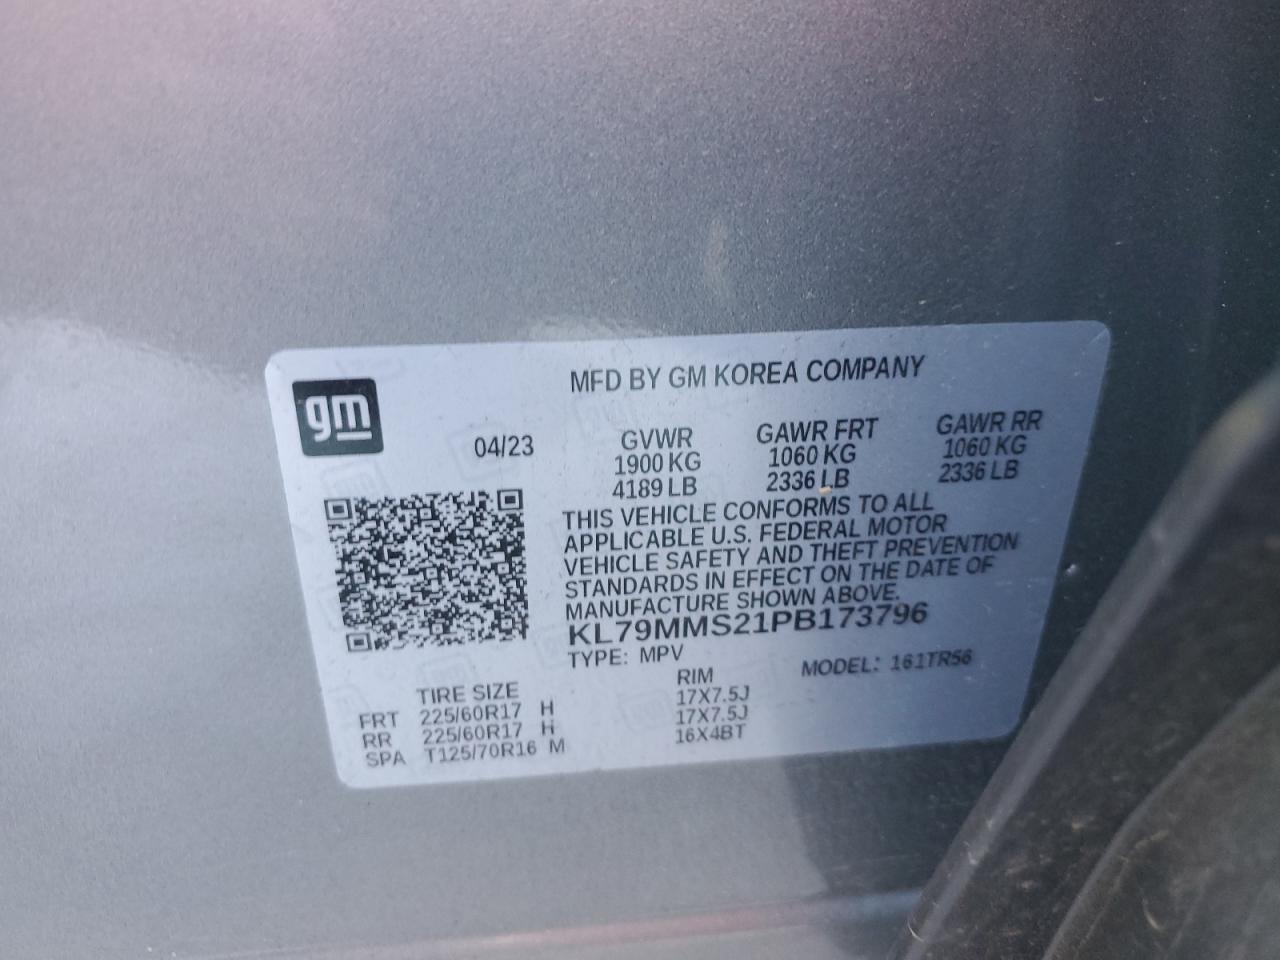 MFD BY GM KOREA COMPANY
gm
04/23 GVWR GAWR FRT GAWR RR
1900 KG 1060 KG 1060 KG
4189 LB 2336 LB 2336 LB
THIS VEHICLE CONFORMS TO ALL
APPLICABLE U.S. FEDERAL MOTOR
VEHICLE SAFETY AND THEFT PREVENTION
STANDARDS IN EFFECT ON THE DATE OF
MANUFACTURE SHOWN ABOVE.
KL79MMS21PB173796
TYPE: MPV MODEL: 161TR56
TIRE SIZE RIM
FRT 225/60R17 H 17X7.5J
RR 225/60R17 H 17X7.5J
SPA T125/70R16 M 16X4BT